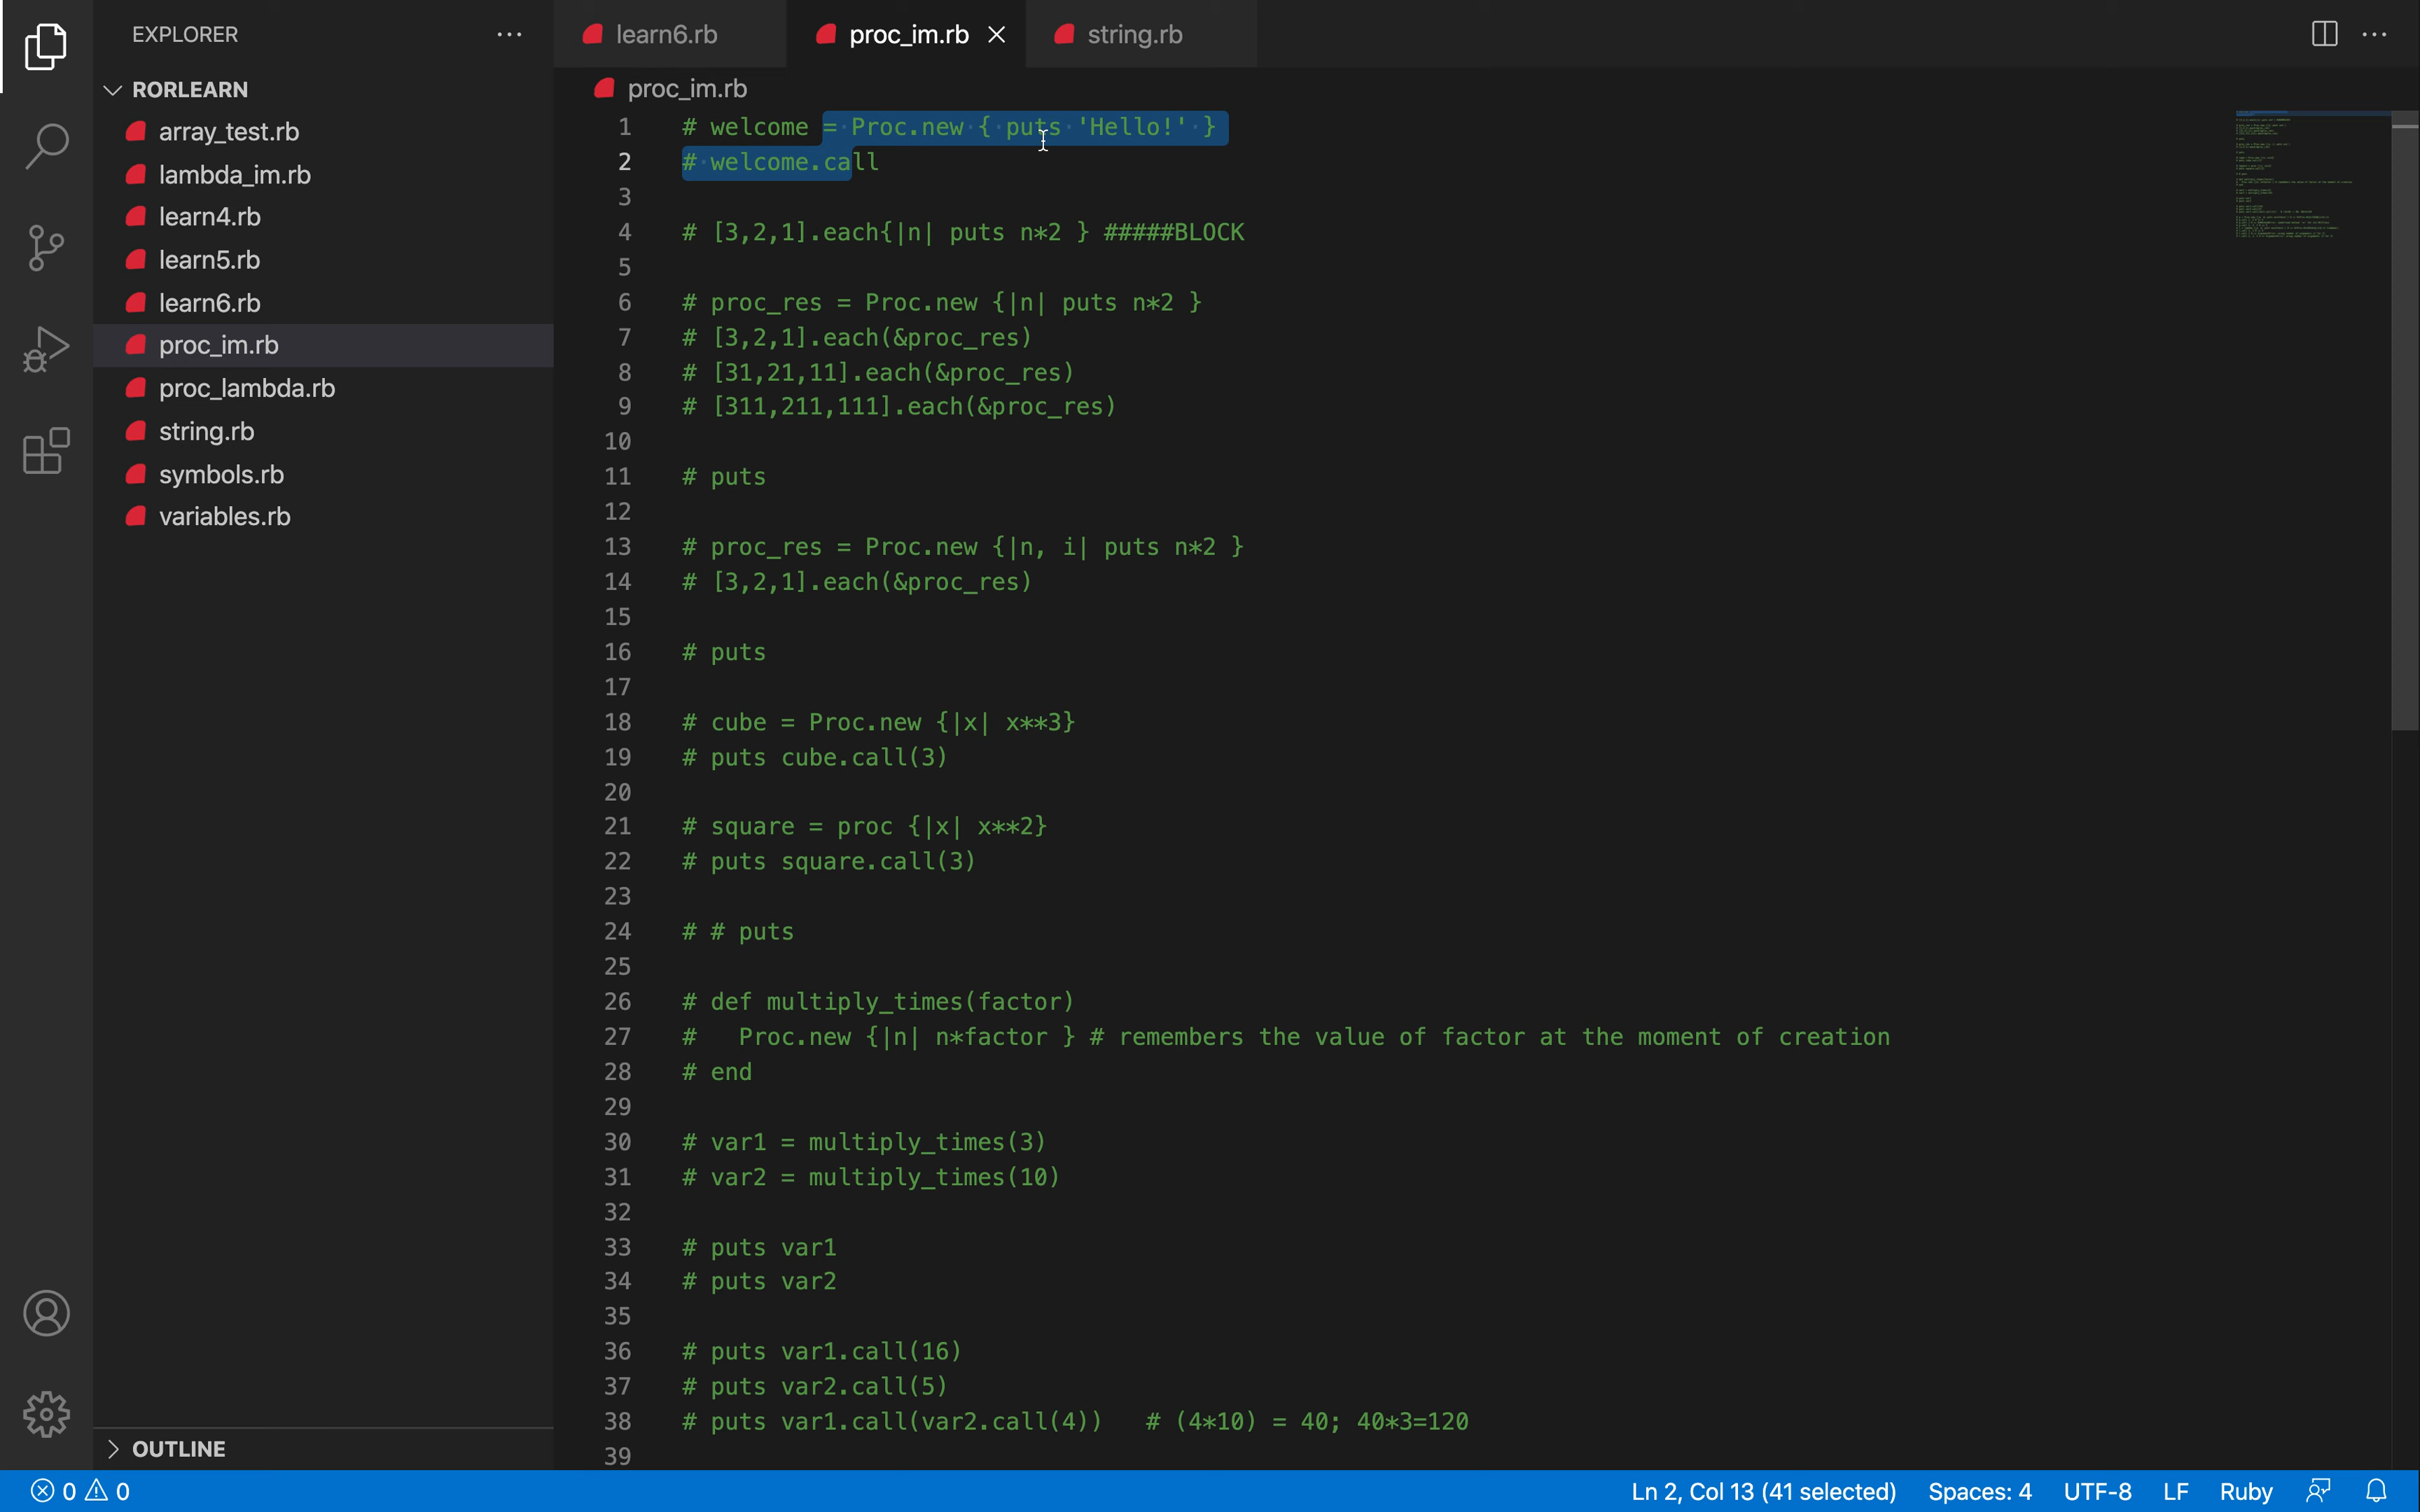 EXPLORER
RORLEARN
array_test.rb
lambda_im.rb
learn4.rb
learn5.rb
learn6.rb
proc_im.rb
proc_lambda.rb
string.rb
symbols.rb
variables.rb
OUTLINE
learn6.rb proc_im.rb string.rb
proc_im.rb
1 # welcome = Proc.new { puts 'Hello!' }
2 # welcome.call
3
4 # [3,2,1].each{|n| puts n*2 } #####BLOCK
5
6 # proc_res = Proc.new {|n| puts n*2 }
7 # [3,2,1].each(&proc_res)
8 # [31,21,11].each(&proc_res)
9 # [311,211,111].each(&proc_res)
10
11 # puts
12
13 # proc_res = Proc.new {|n, i| puts n*2 }
14 # [3,2,1].each(&proc_res)
15
16 # puts
17
18 # cube = Proc.new {|x| x**3}
19 # puts cube.call(3)
20
21 # square = proc {|x| x**2}
22 # puts square.call(3)
23
24 # # puts
25
26 # def multiply_times(factor)
27 #   Proc.new {|n| n*factor } # remembers the value of factor at the moment of creation
28 # end
29
30 # var1 = multiply_times(3)
31 # var2 = multiply_times(10)
32
33 # puts var1
34 # puts var2
35
36 # puts var1.call(16)
37 # puts var2.call(5)
38 # puts var1.call(var2.call(4))   # (4*10) = 40; 40*3=120
39
0 0 Ln 2, Col 13 (41 selected) Spaces: 4 UTF-8 LF Ruby